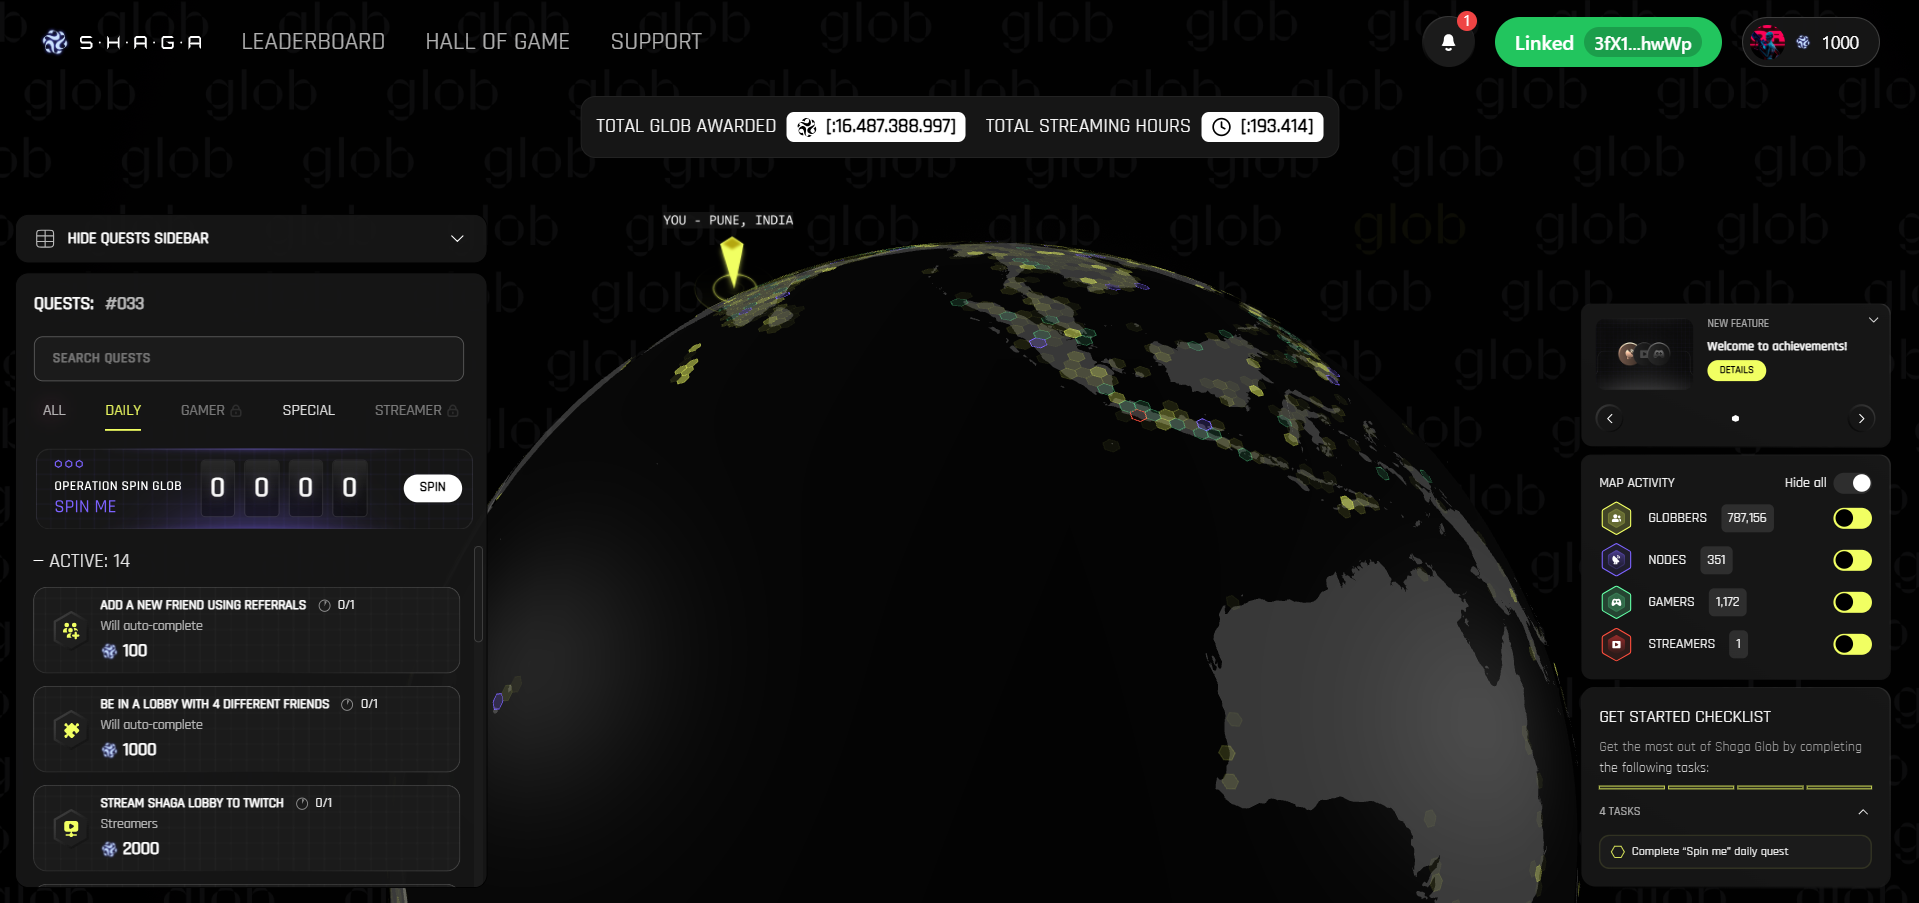 S·H·A·G·A
LEADERBOARD
HALL OF GAME
SUPPORT
1
Linked 3fX1...hwWp
1000
TOTAL GLOB AWARDED [:16.487.388.997] TOTAL STREAMING HOURS [:193.414]
YOU - PUNE, INDIA
HIDE QUESTS SIDEBAR
QUESTS: #033
SEARCH QUESTS
ALL DAILY GAMER SPECIAL STREAMER
OPERATION SPIN GLOB
SPIN ME
0 0 0 0
SPIN
— ACTIVE: 14
ADD A NEW FRIEND USING REFERRALS 0/1
Will auto-complete
100
BE IN A LOBBY WITH 4 DIFFERENT FRIENDS 0/1
Will auto-complete
1000
STREAM SHAGA LOBBY TO TWITCH 0/1
Streamers
2000
NEW FEATURE
Welcome to achievements!
DETAILS
MAP ACTIVITY Hide all
GLOBBERS 787,156
NODES 351
GAMERS 1,172
STREAMERS 1
GET STARTED CHECKLIST
Get the most out of Shaga Glob by completing
the following tasks:
4 TASKS
Complete “Spin me” daily quest
glob